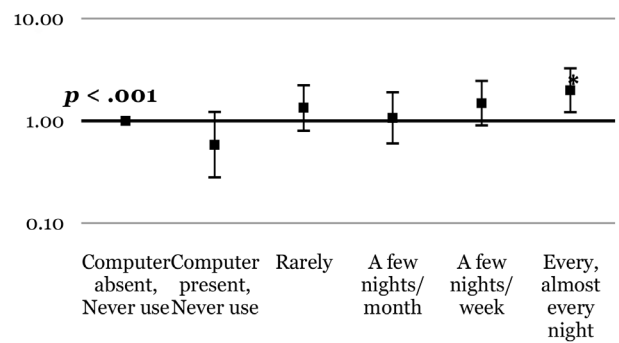 10.00
p < .001
*
1.00
0.10
Computer absent, Never use
Computer present, Never use
Rarely
A few nights/ month
A few nights/ week
Every, almost every night